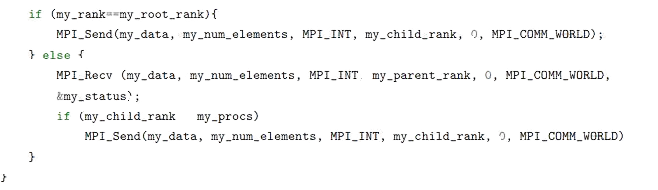 if (my_rank==my_root_rank){
MPI_Send(my_data, my_num_elements, MPI_INT, my_child_rank, 0, MPI_COMM_WORLD);
} else {
MPI_Recv (my_data, my_num_elements, MPI_INT my_parent_rank, 0, MPI_COMM_WORLD,
&my_status);
if (my_child_rank my_procs)
MPI_Send(my_data, my_num_elements, MPI_INT, my_child_rank, 0, MPI_COMM_WORLD)
}
}